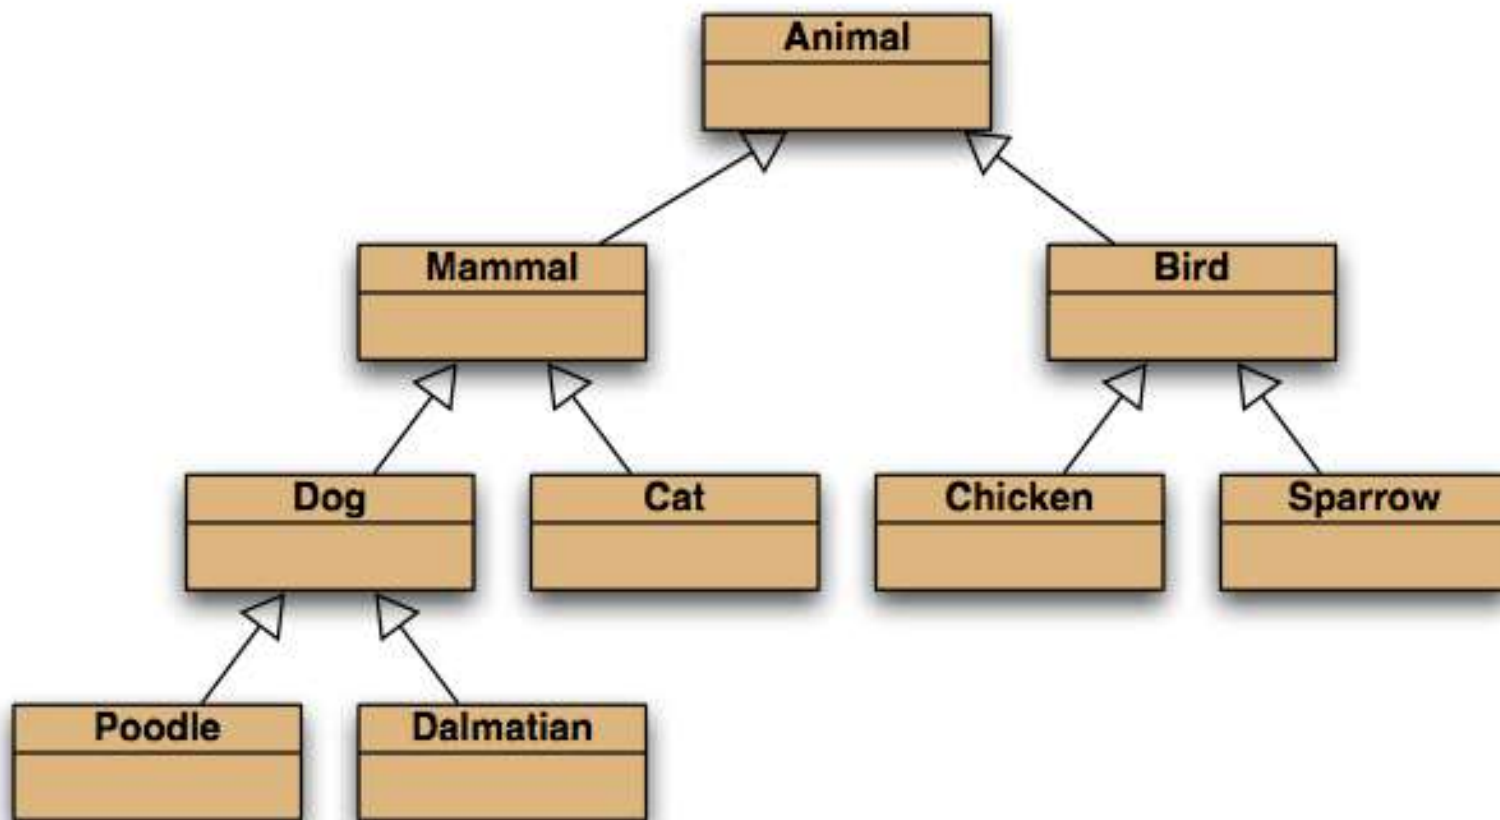 Animal
Mammal
Bird
Dog
Cat
Chicken
Sparrow
Poodle
Dalmatian